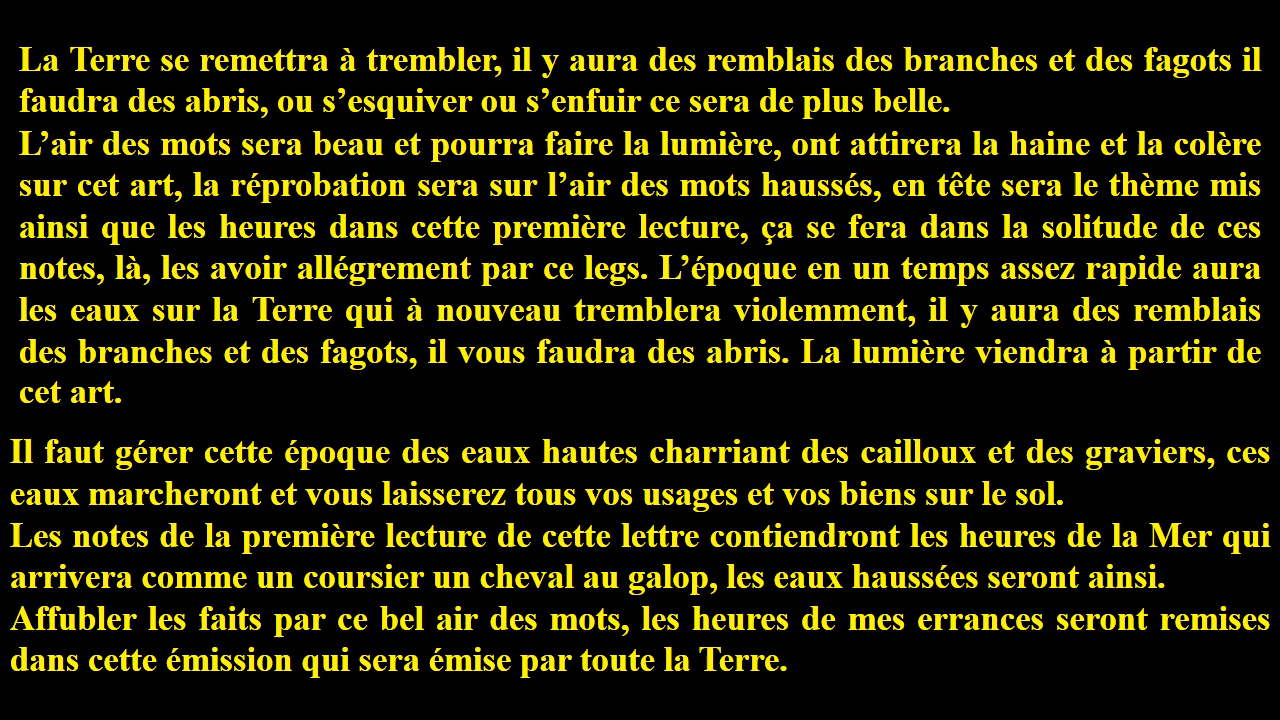 La Terre se remettra à trembler, il y aura des remblais des branches et des fagots il
faudra des abris, ou s’esquiver ou s’enfuir ce sera de plus belle.
L’air des mots sera beau et pourra faire la lumière, ont attirera la haine et la colère
sur cet art, la réprobation sera sur l’air des mots haussés, en tête sera le thème mis
ainsi que les heures dans cette première lecture, ça se fera dans la solitude de ces
notes, là, les avoir allégrement par ce legs. L’époque en un temps assez rapide aura
les eaux sur la Terre qui à nouveau tremblera violemment, il y aura des remblais
des branches et des fagots, il vous faudra des abris. La lumière viendra à partir de
cet art.
Il faut gérer cette époque des eaux hautes charriant des cailloux et des graviers, ces
eaux marcheront et vous laisserez tous vos usages et vos biens sur le sol.
Les notes de la première lecture de cette lettre contiendront les heures de la Mer qui
arrivera comme un coursier un cheval au galop, les eaux haussées seront ainsi.
Affubler les faits par ce bel air des mots, les heures de mes errances seront remises
dans cette émission qui sera émise par toute la Terre.